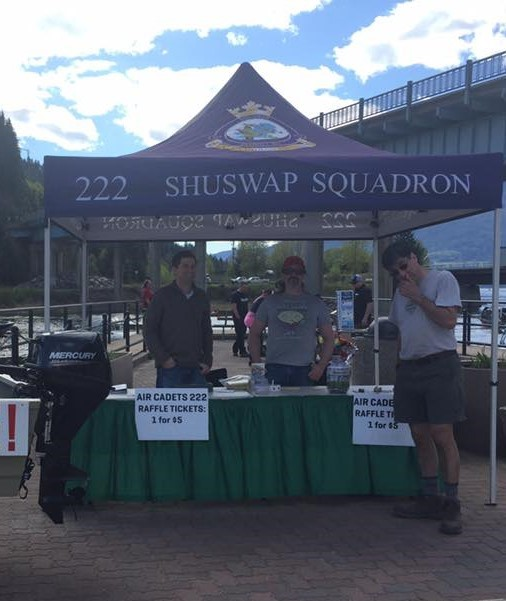 222 SHUSWAP SQUADRON
222 SHUSWAP SQUADRON
MERCURY
AIR CADETS 222
RAFFLE TICKETS:
1 for $5
AIR CADE
RAFFLE TI
1 for $5
!